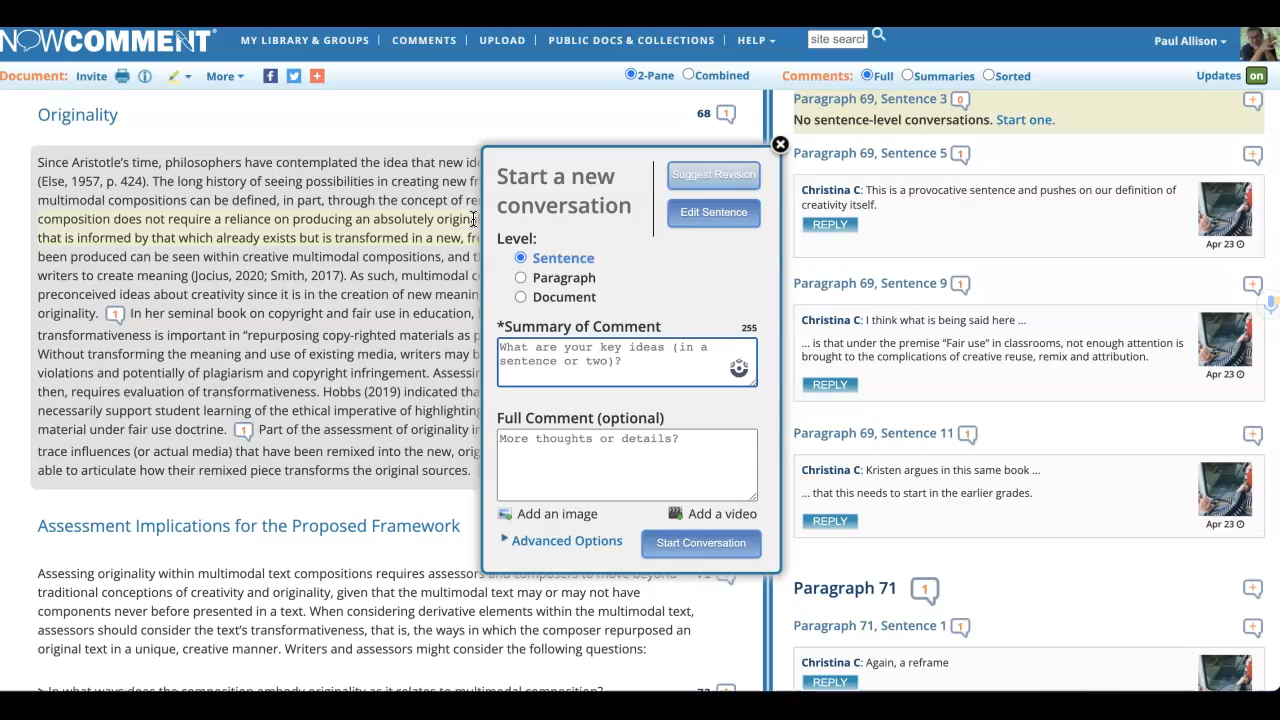 NOWCOMMENT®
MY LIBRARY & GROUPS | COMMENTS | UPLOAD | PUBLIC DOCS & COLLECTIONS | HELP
site search
Paul Allison
Document: Invite More
2-Pane Combined
Comments: Full Summaries Sorted
Updates on
Originality
68 1
Since Aristotle’s time, philosophers have contemplated the idea that new
(Else, 1957, p. 424). The long history of seeing possibilities in creating new
multimodal compositions can be defined, in part, through the concept of
composition does not require a reliance on producing an absolutely
that is informed by that which already exists but is transformed in a new,
been produced can be seen within creative multimodal compositions, and
writers to create meaning (Jocius, 2020; Smith, 2017). As such, multimodal
preconceived ideas about creativity since it is in the creation of new
originality. 1 In her seminal book on copyright and fair use in education,
transformativeness is important in “repurposing copy-righted materials as
Without transforming the meaning and use of existing media, writers may
violations and potentially of plagiarism and copyright infringement.
then, requires evaluation of transformativeness. Hobbs (2019) indicated
necessarily support student learning of the ethical imperative of
material under fair use doctrine. 1 Part of the assessment of originality
trace influences (or actual media) that have been remixed into the new,
able to articulate how their remixed piece transforms the original sources.
Assessment Implications for the Proposed Framework
Assessing originality within multimodal text compositions requires assessors and composers to move beyond
traditional conceptions of creativity and originality, given that the multimodal text may or may not have
components never before presented in a text. When considering derivative elements within the multimodal text,
assessors should consider the text’s transformativeness, that is, the ways in which the composer repurposed an
original text in a unique, creative manner. Writers and assessors might consider the following questions:
> In what ways does the composition embody originality as it relates to multimodal composition?
Start a new
conversation
Suggest Revision
Edit Sentence
Level:
Sentence
Paragraph
Document
*Summary of Comment 255
What are your key ideas (in a
sentence or two)?
Full Comment (optional)
More thoughts or details?
Add an image Add a video
Advanced Options
Start Conversation
Paragraph 69, Sentence 3 0
No sentence-level conversations. Start one.
Paragraph 69, Sentence 5 1
Christina C: This is a provocative sentence and pushes on our definition of
creativity itself.
REPLY
Apr 23
Paragraph 69, Sentence 9 1
Christina C: I think what is being said here ...
... is that under the premise “Fair use” in classrooms, not enough attention is
brought to the complications of creative reuse, remix and attribution.
REPLY
Apr 23
Paragraph 69, Sentence 11 1
Christina C: Kristen argues in this same book ...
... that this needs to start in the earlier grades.
REPLY
Apr 23
Paragraph 71 1
Paragraph 71, Sentence 1 1
Christina C: Again, a reframe
REPLY